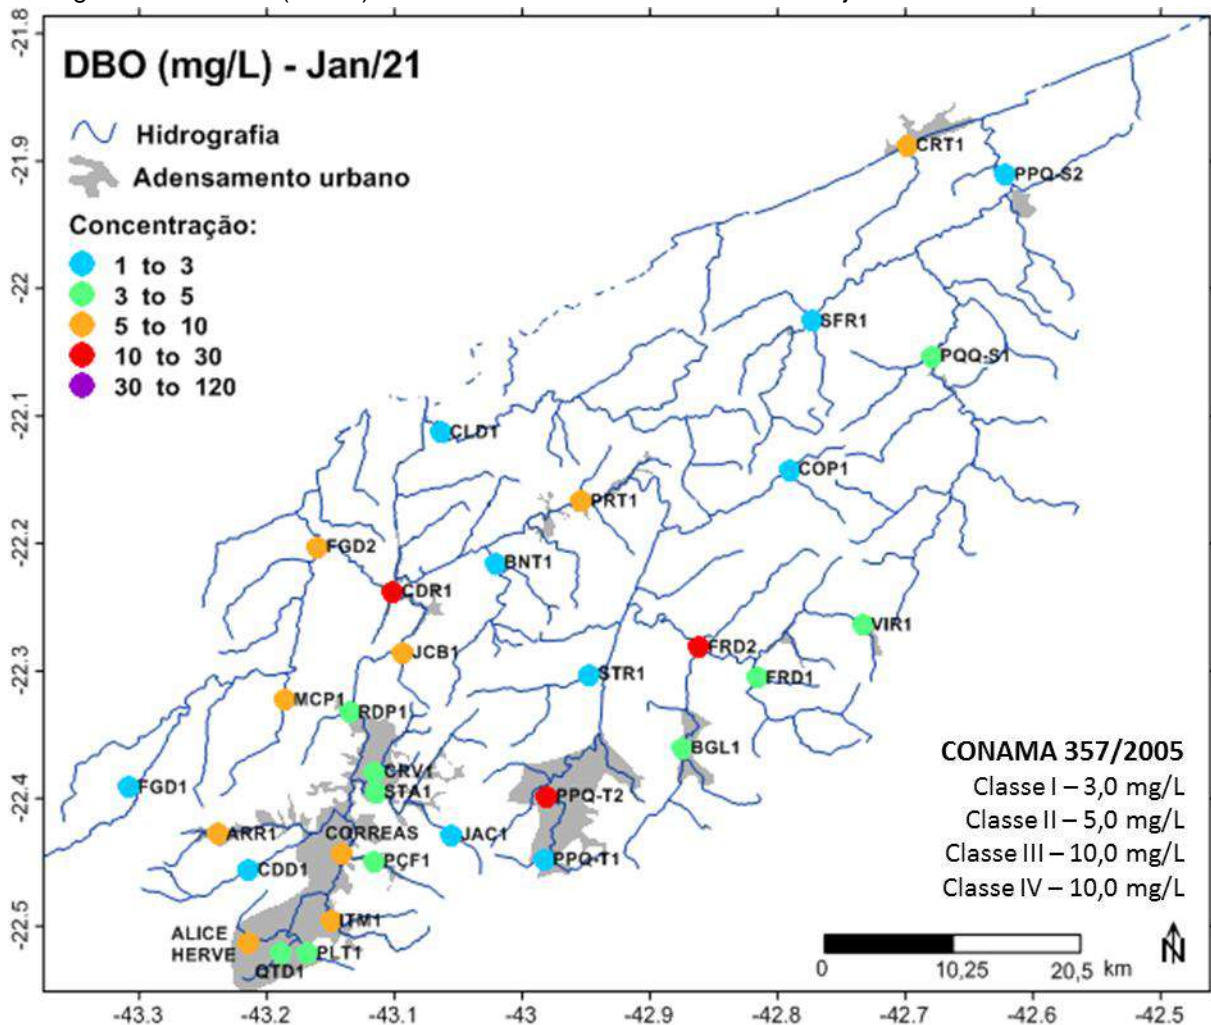 DBO (mg/L) - Jan/21
Hidrografia
Adensamento urbano
Concentração:
1 to 3
3 to 5
5 to 10
10 to 30
30 to 120
-21.8
-21.9
-22
-22.1
-22.2
-22.3
-22.4
-22.5
CRT1
PPQ-S2
SFR1
PQQ-S1
CLD1
COP1
PRT1
FGD2
BNT1
CDR1
VIR1
JCB1
FRD2
STR1
FRD1
MCP1
RDP1
BGL1
CRV1
FGD1
STA1
PPQ-T2
ARR1
CORREAS
JAC1
CDD1
PÇF1
PPQ-T1
ITM1
ALICE
HERVE
PLT1
QTD1
CONAMA 357/2005
Classe I – 3,0 mg/L
Classe II – 5,0 mg/L
Classe III – 10,0 mg/L
Classe IV – 10,0 mg/L
N
0 10,25 20,5 km
-43.3 -43.2 -43.1 -43 -42.9 -42.8 -42.7 -42.6 -42.5